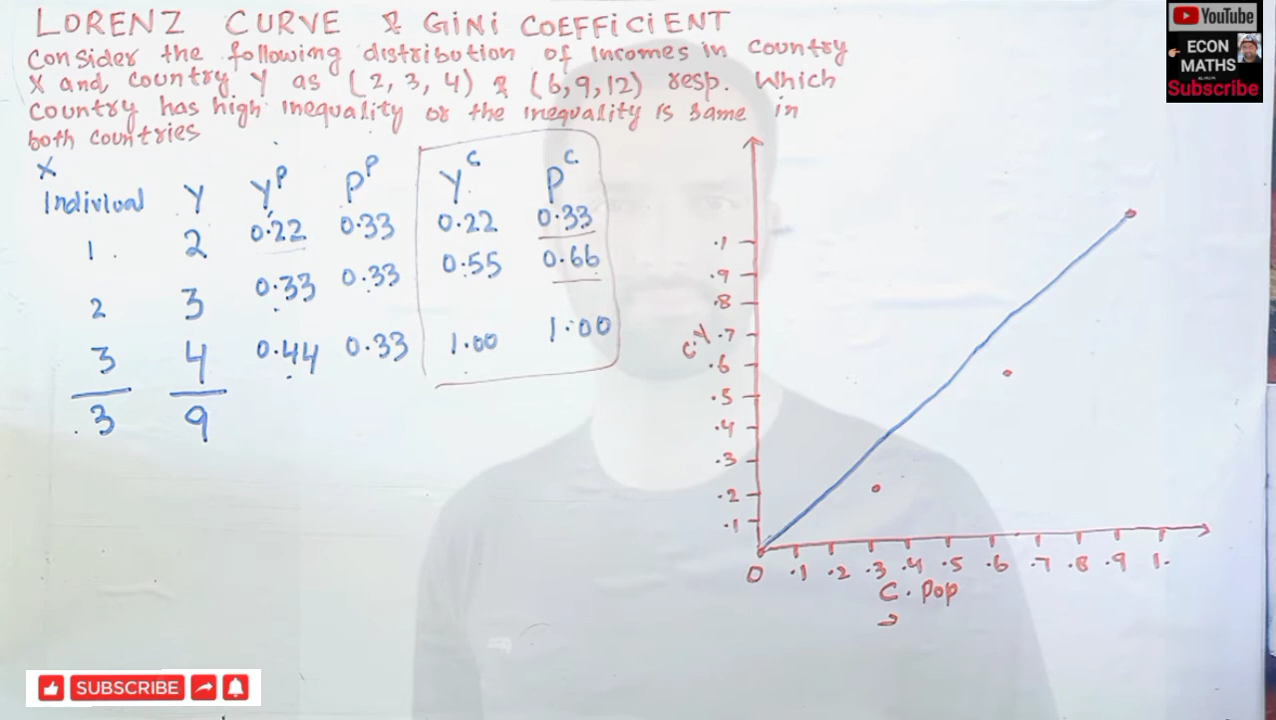 LORENZ CURVE & GINI COEFFICIENT
Consider the following distribution of Incomes in Country
X and, Country Y as (2, 3, 4) & (6, 9, 12) resp. Which
Country has high inequality or the inequality is same in
both countries
X
Indiviual Y Y^P P^P Y^C P^C
1. 2 0.22 0.33 0.22 0.33
2 3 0.33 0.33 0.55 0.66
3 4 0.44 0.33 1.00 1.00
3 9
.1
.9
.8
C.Y .7
.6
.5
.4
.3
.2
.1
0 .1 .2 .3 .4 .5 .6 .7 .8 .9 1.
C. Pop
YouTube
ECON
MATHS
Subscribe
SUBSCRIBE